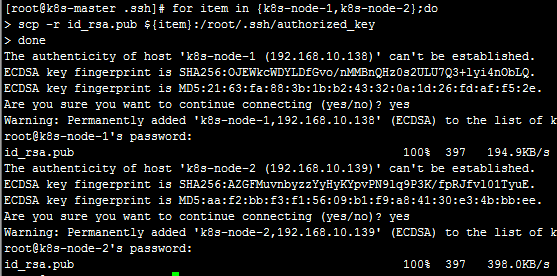 [root@k8s-master .ssh]# for item in {k8s-node-1,k8s-node-2};do
> scp -r id_rsa.pub ${item}:/root/.ssh/authorized_key
> done
The authenticity of host 'k8s-node-1 (192.168.10.138)' can't be established.
ECDSA key fingerprint is SHA256:OJEWkcWDYLDfGvo/nMMBnQHz0s2ULU7Q3+lyi4nObLQ.
ECDSA key fingerprint is MD5:21:63:fa:88:3b:1b:b2:43:32:0a:1d:26:fd:af:f5:2e.
Are you sure you want to continue connecting (yes/no)? yes
Warning: Permanently added 'k8s-node-1,192.168.10.138' (ECDSA) to the list of k
root@k8s-node-1's password:
id_rsa.pub 100% 397 194.9KB/s
The authenticity of host 'k8s-node-2 (192.168.10.139)' can't be established.
ECDSA key fingerprint is SHA256:AZGFMuvnbyzzYyHyKYpvPN9lq9P3K/fpRJfvl01TyuE.
ECDSA key fingerprint is MD5:aa:f2:bb:f3:f1:56:09:b1:f9:a8:41:30:e3:4b:bb:ee.
Are you sure you want to continue connecting (yes/no)? yes
Warning: Permanently added 'k8s-node-2,192.168.10.139' (ECDSA) to the list of k
root@k8s-node-2's password:
id_rsa.pub 100% 397 398.0KB/s